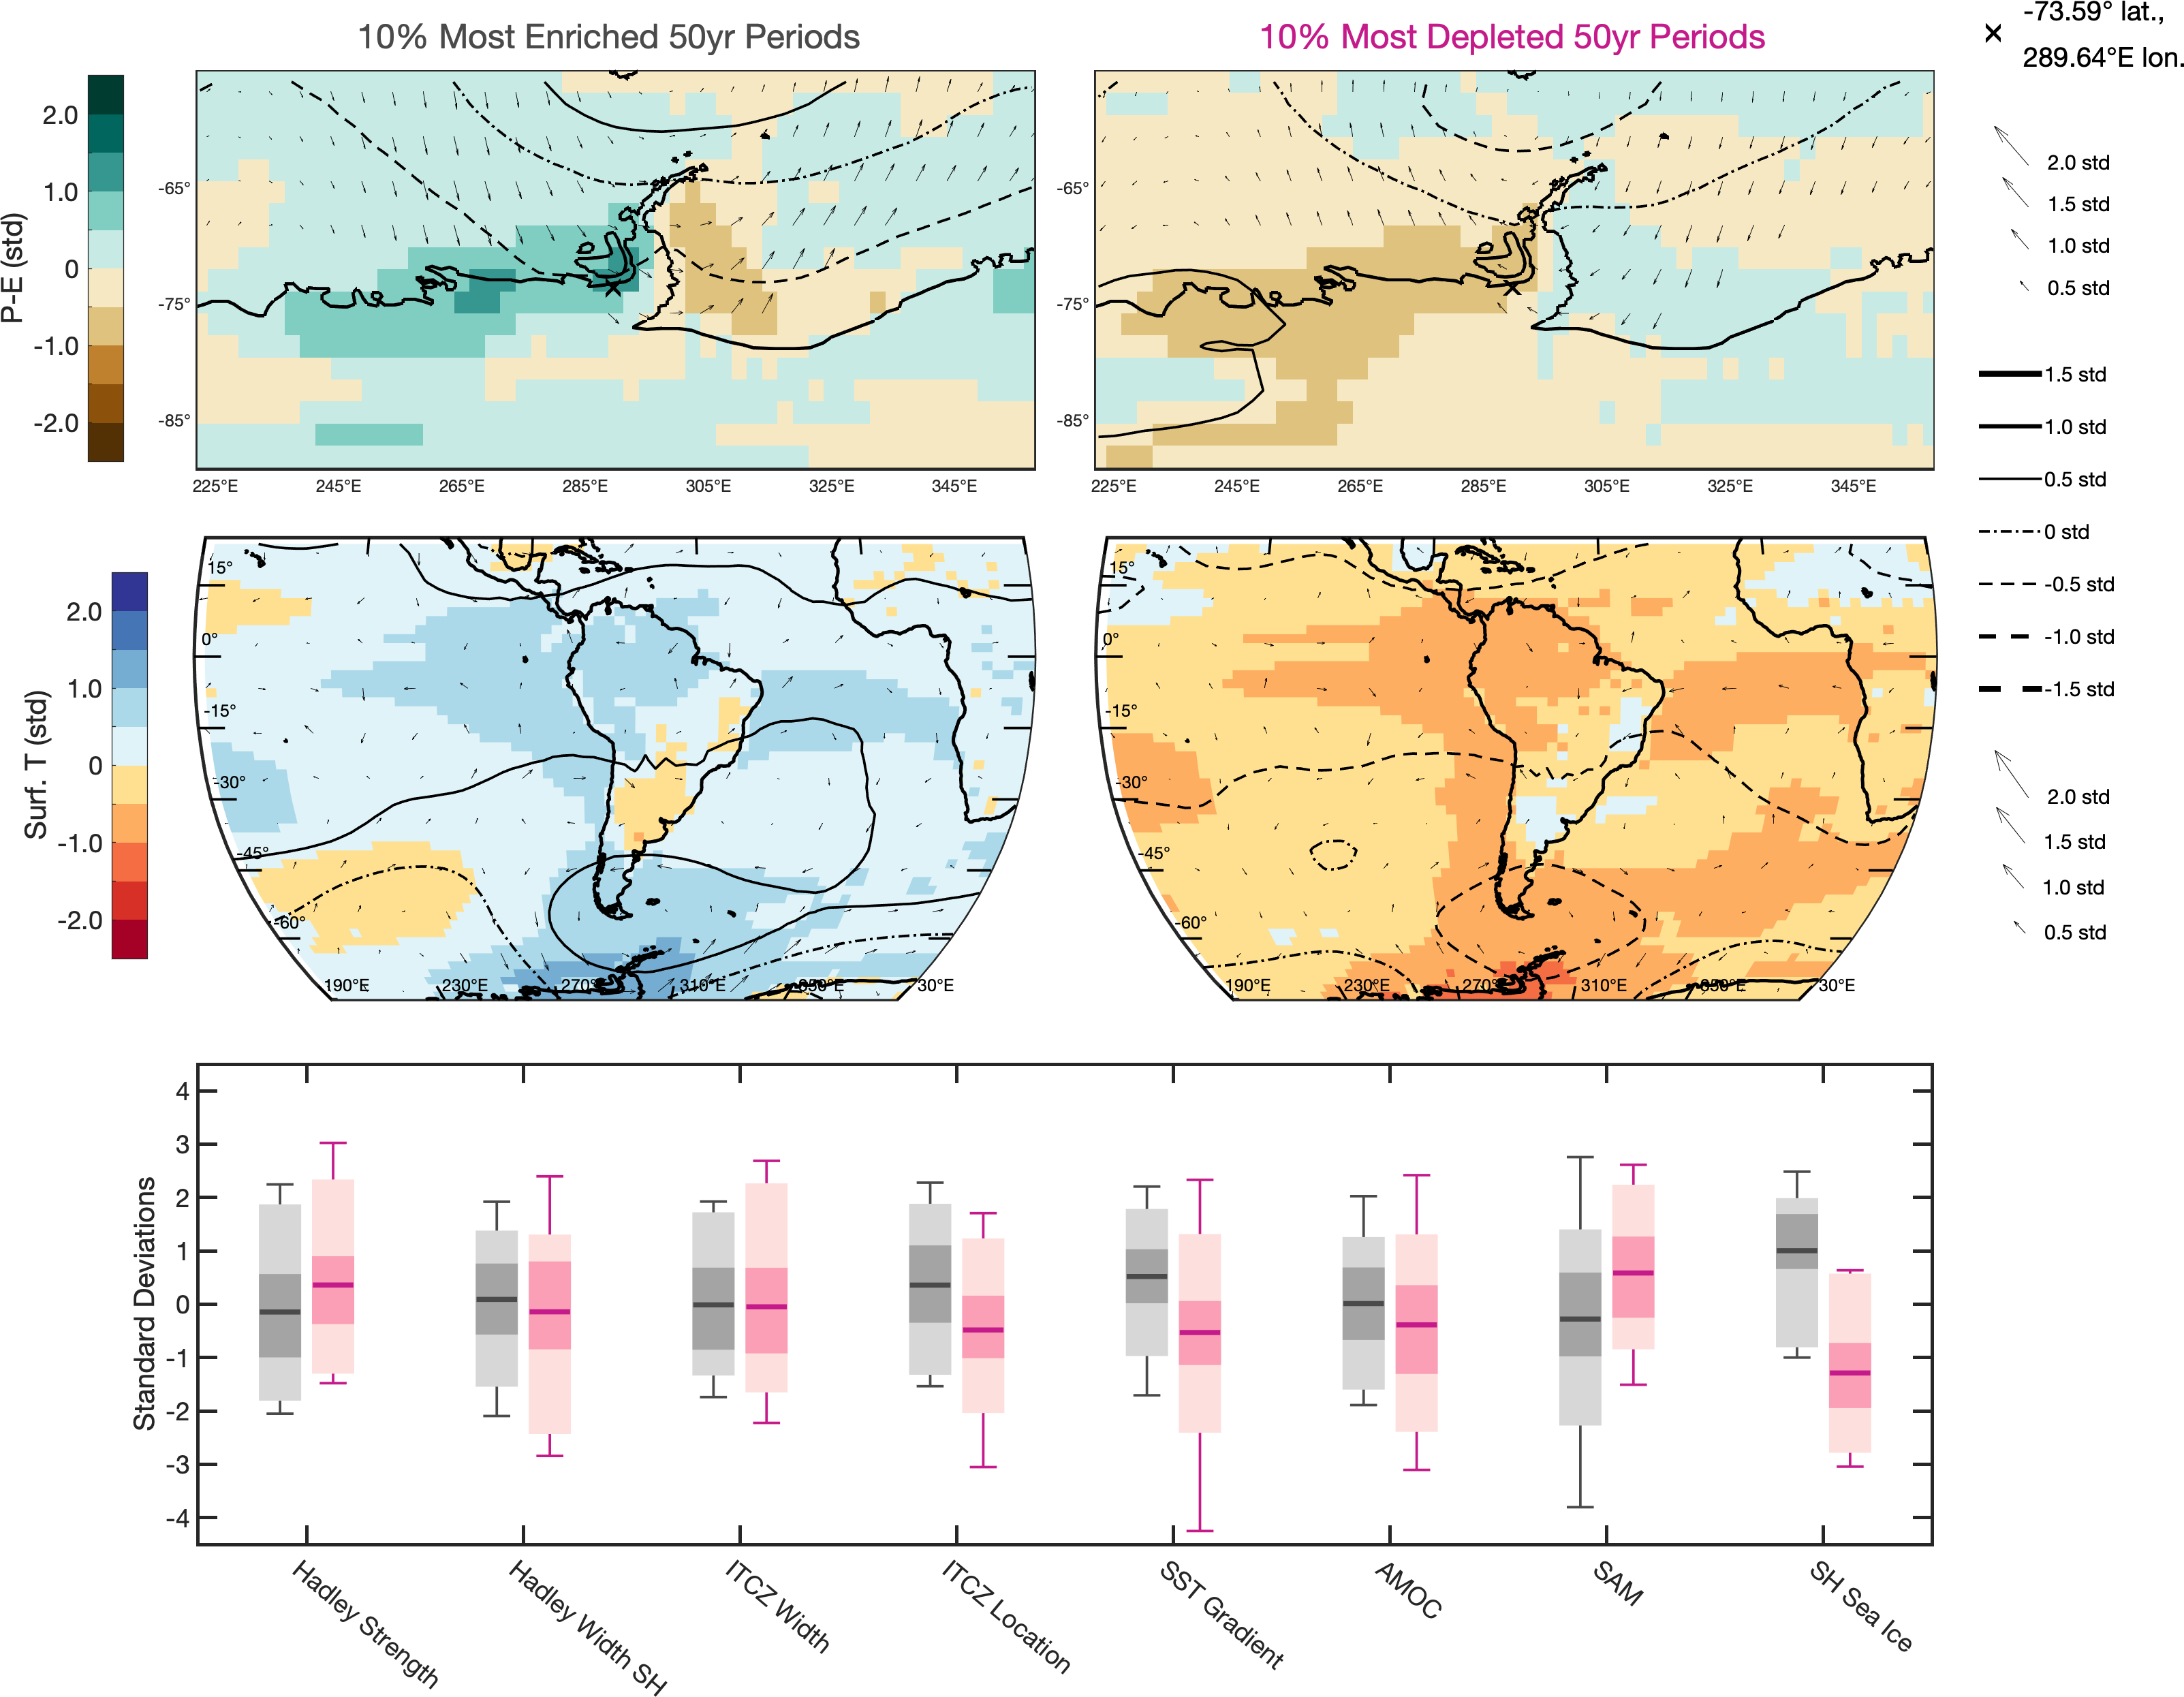 10% Most Enriched 50yr Periods
10% Most Depleted 50yr Periods
-73.59° lat.,
289.64°E lon.
P-E (std)
2.0
1.0
0
-1.0
-2.0
-65°
-75°
-85°
225°E 245°E 265°E 285°E 305°E 325°E 345°E
-65°
-75°
-85°
225°E 245°E 265°E 285°E 305°E 325°E 345°E
2.0 std
1.5 std
1.0 std
0.5 std
1.5 std
1.0 std
0.5 std
0 std
-0.5 std
-1.0 std
-1.5 std
Surf. T (std)
2.0
1.0
0
-1.0
-2.0
15°
0°
-15°
-30°
-45°
-60°
190°E 230°E 270° 310°E 350°E 30°E
15°
0°
-15°
-30°
-45°
-60°
190°E 230°E 270° 310°E 350°E 30°E
2.0 std
1.5 std
1.0 std
0.5 std
Standard Deviations
4
3
2
1
0
-1
-2
-3
-4
Hadley Strength
Hadley Width SH
ITCZ Width
ITCZ Location
SST Gradient
AMOC
SAM
SH Sea Ice